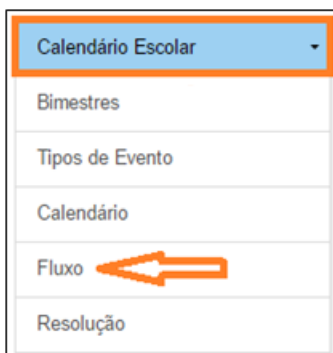 Calendário Escolar
Bimestres
Tipos de Evento
Calendário
Fluxo
Resolução